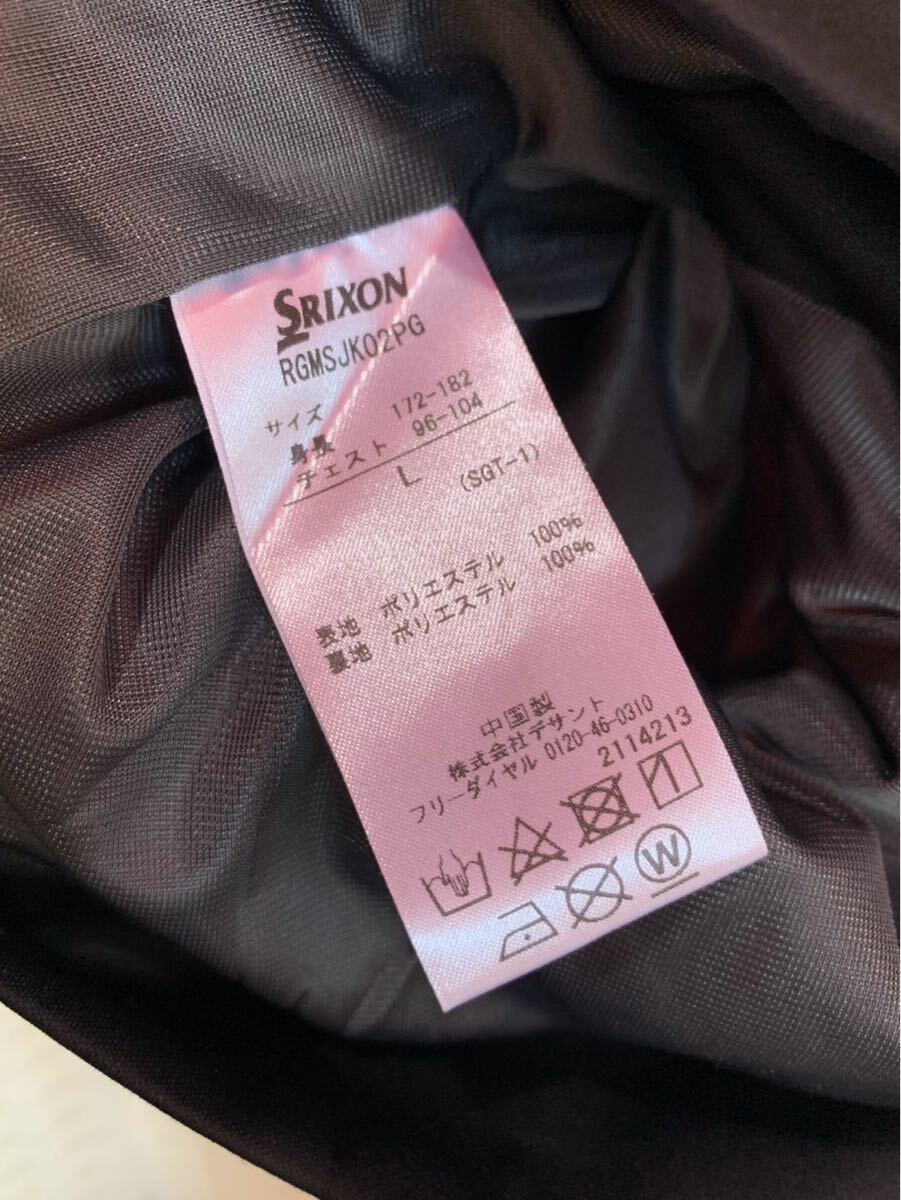 SRIXON
RGMSJK02PG
サイズ
身長 172-182
チェスト 96-104
L (SGT-1)
表地 ポリエステル 100%
裏地 ポリエステル 100%
中国製
株式会社デサント
フリーダイヤル 0120-46-0310
2114213
W